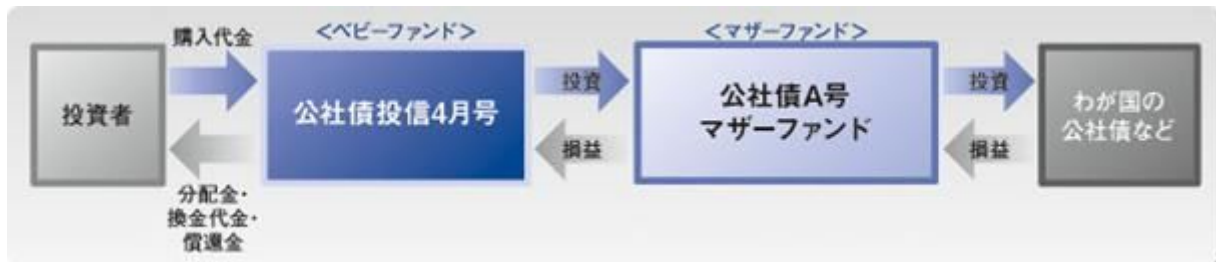 投資者
購入代金
分配金・
換金代金・
償還金
<ベビーファンド>
公社債投信4月号
投資
損益
<マザーファンド>
公社債A号
マザーファンド
投資
損益
わが国の
公社債など